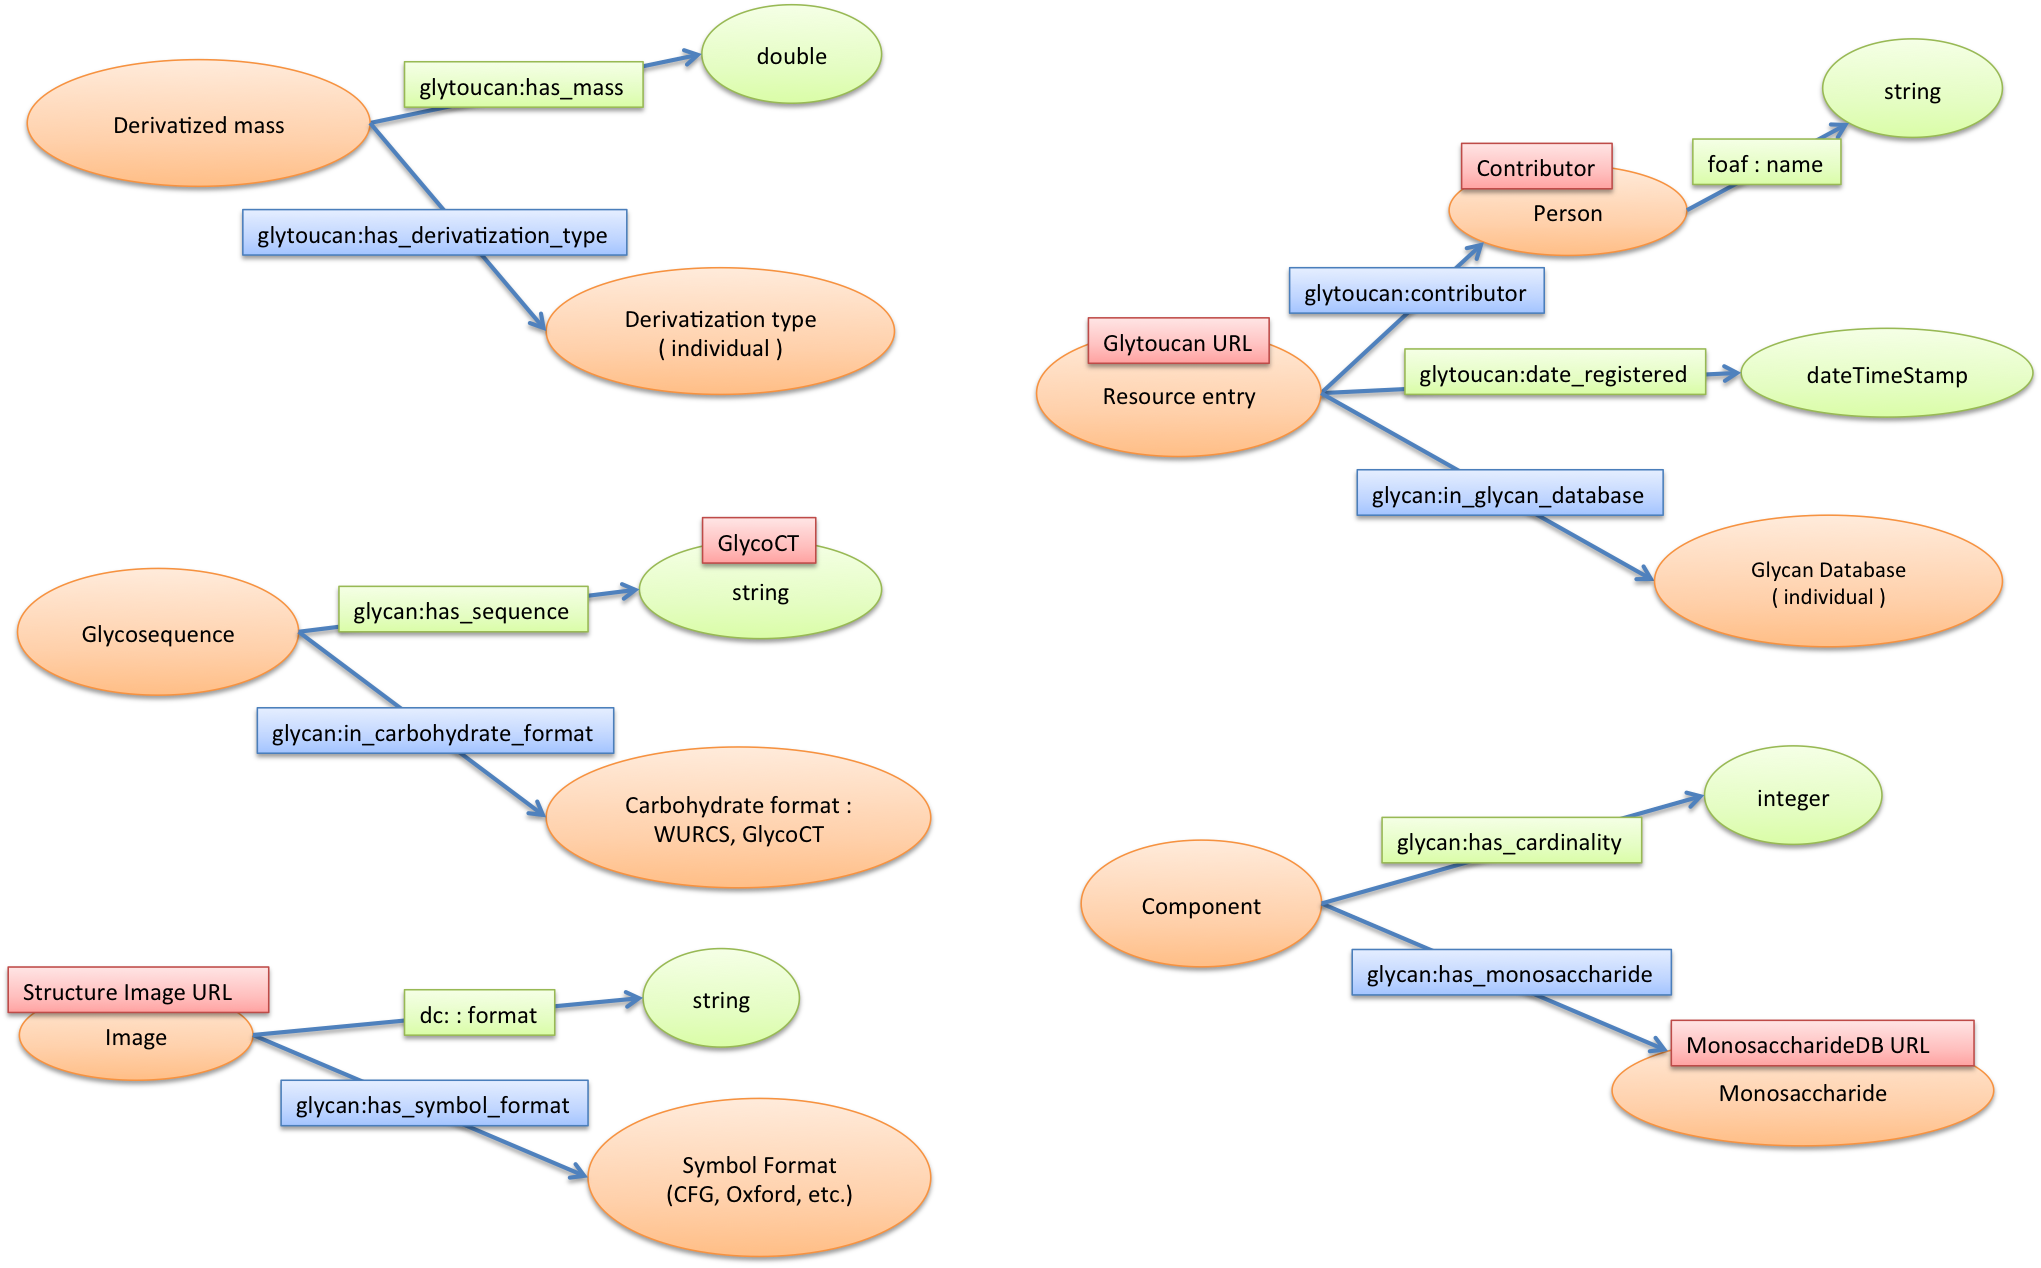 double
glytoucan:has_mass
Derivatized mass
glytoucan:has_derivatization_type
Derivatization type
( individual )
string
foaf : name
Contributor
Person
glytoucan:contributor
Glytoucan URL
Resource entry
glytoucan:date_registered
dateTimeStamp
glycan:in_glycan_database
Glycan Database
( individual )
GlycoCT
string
glycan:has_sequence
Glycosequence
glycan:in_carbohydrate_format
Carbohydrate format :
WURCS, GlycoCT
integer
glycan:has_cardinality
Component
glycan:has_monosaccharide
MonosaccharideDB URL
Monosaccharide
Structure Image URL
Image
dc: : format
string
glycan:has_symbol_format
Symbol Format
(CFG, Oxford, etc.)